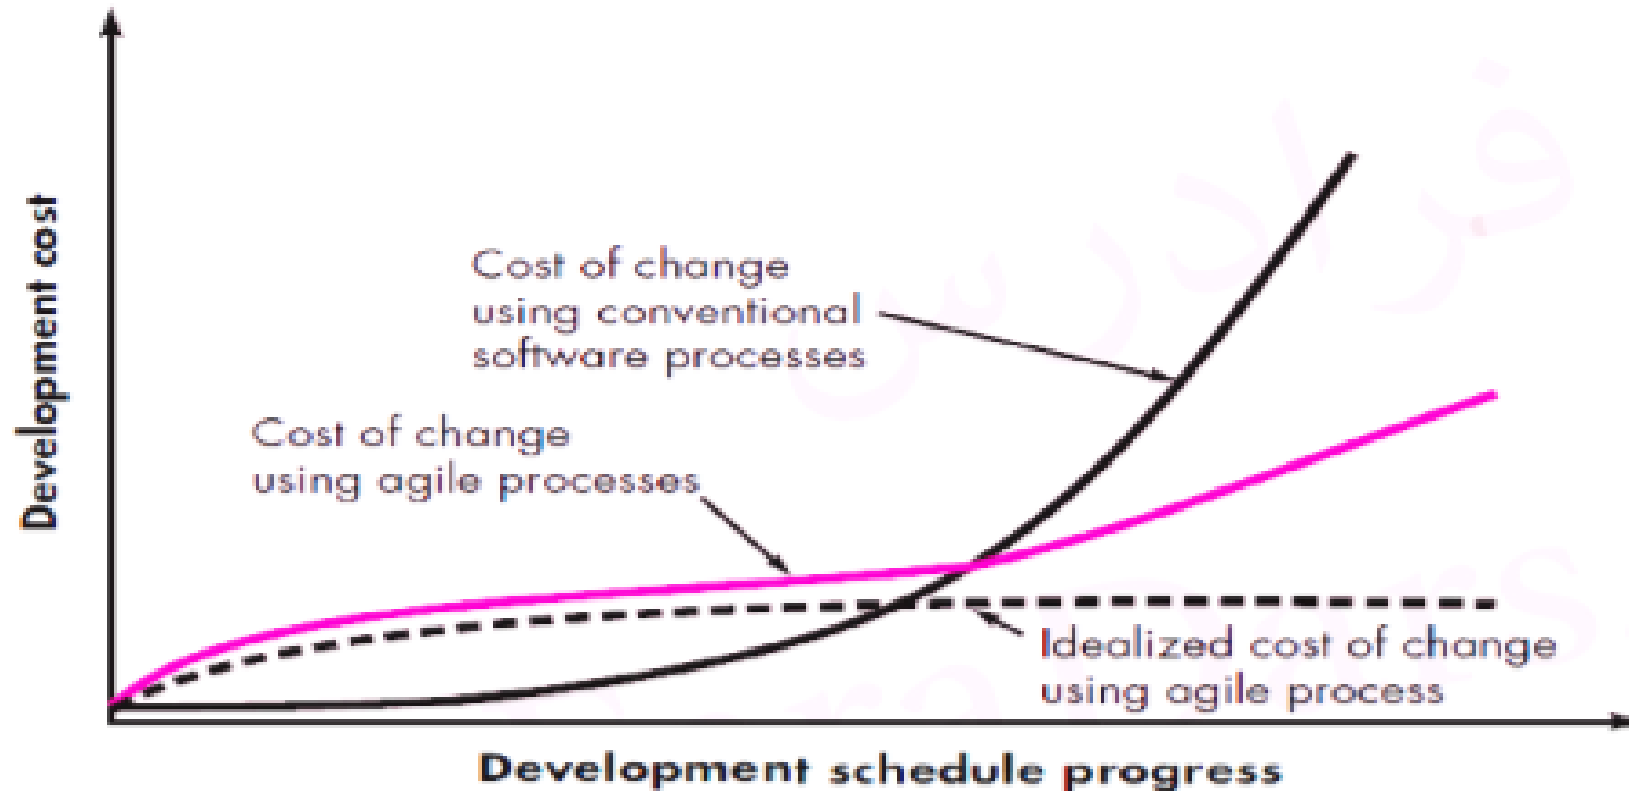 Development cost
Cost of change
using conventional
software processes
Cost of change
using agile processes
Idealized cost of change
using agile process
Development schedule progress
فرادرس